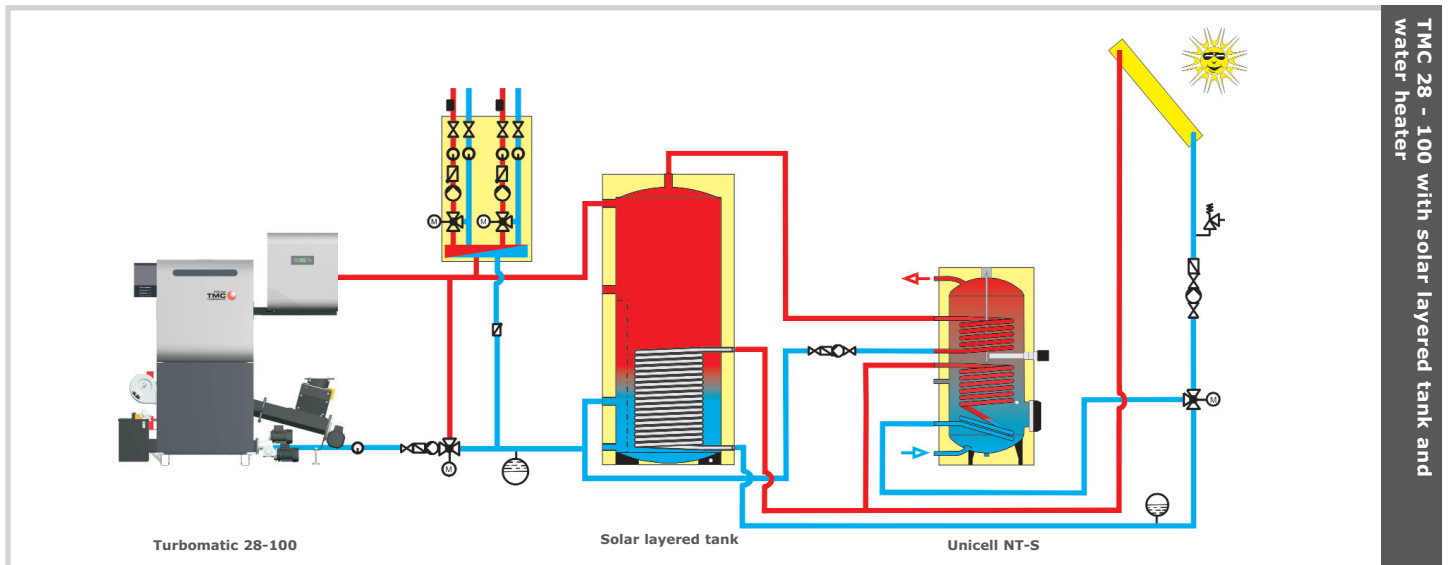 TMC 28 - 100 with solar layered tank and
water heater
M
M
TMC
M
M
Turbomatic 28-100
Solar layered tank
Unicell NT-S